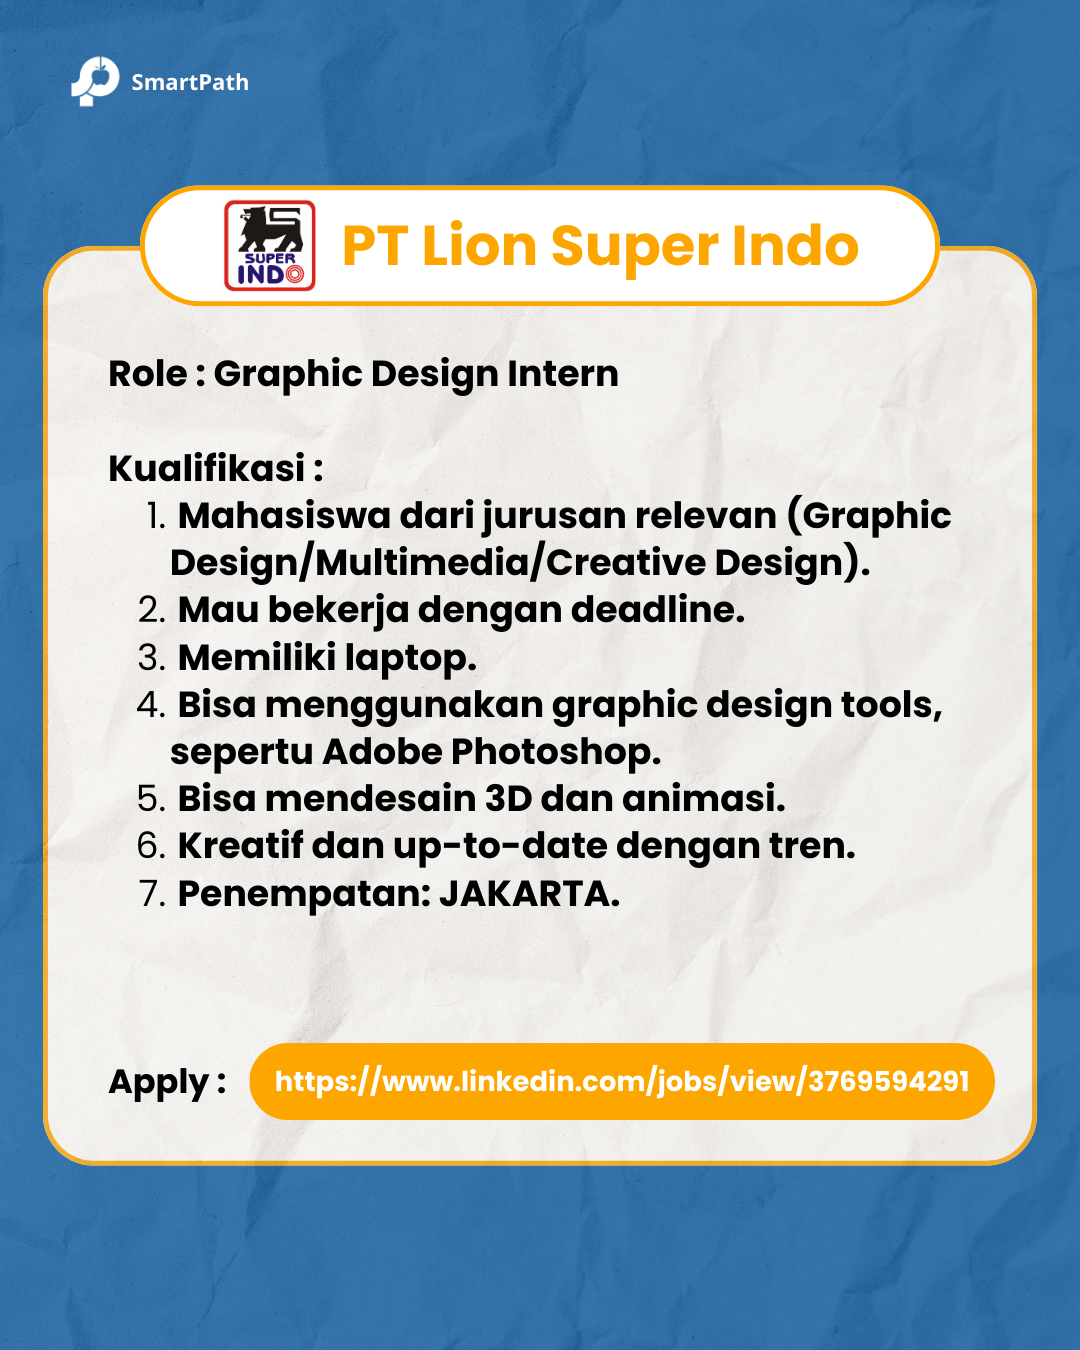 SmartPath
SUPER
INDO
PT Lion Super Indo
Role : Graphic Design Intern
Kualifikasi :
1. Mahasiswa dari jurusan relevan (Graphic
Design/Multimedia/Creative Design).
2. Mau bekerja dengan deadline.
3. Memiliki laptop.
4. Bisa menggunakan graphic design tools,
sepertu Adobe Photoshop.
5. Bisa mendesain 3D dan animasi.
6. Kreatif dan up-to-date dengan tren.
7. Penempatan: JAKARTA.
Apply : https://www.linkedin.com/jobs/view/3769594291